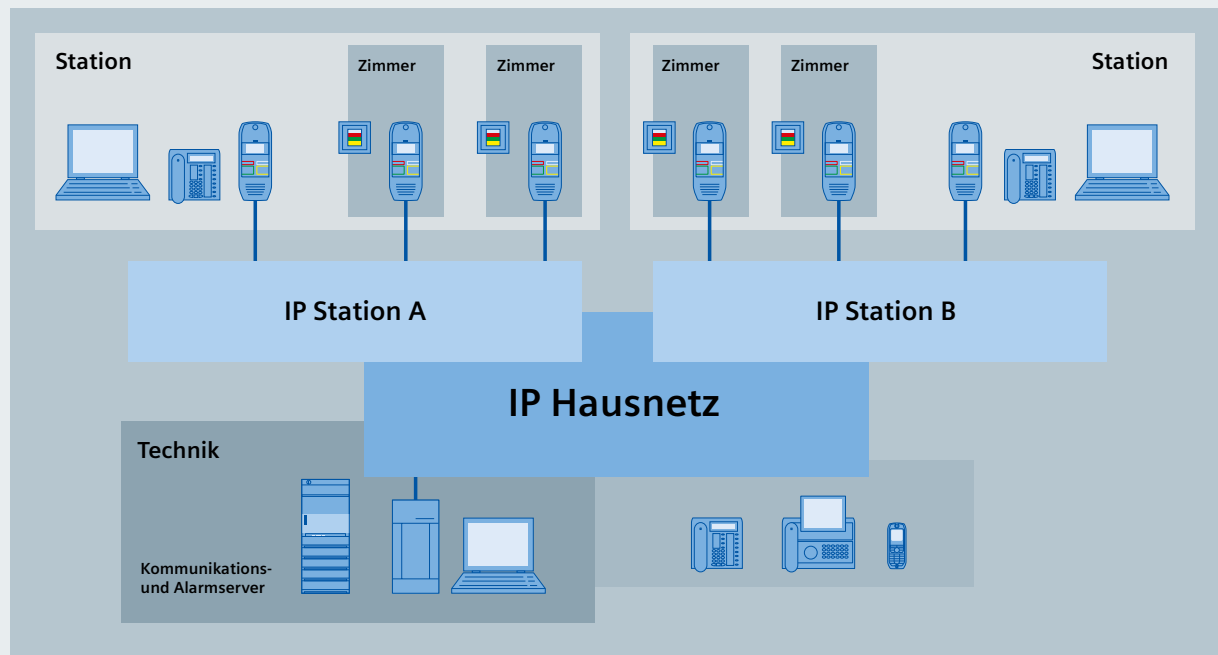 Station
Zimmer
Zimmer
Zimmer
Zimmer
Station
IP Station A
IP Station B
IP Hausnetz
Technik
Kommunikations-
und Alarmserver